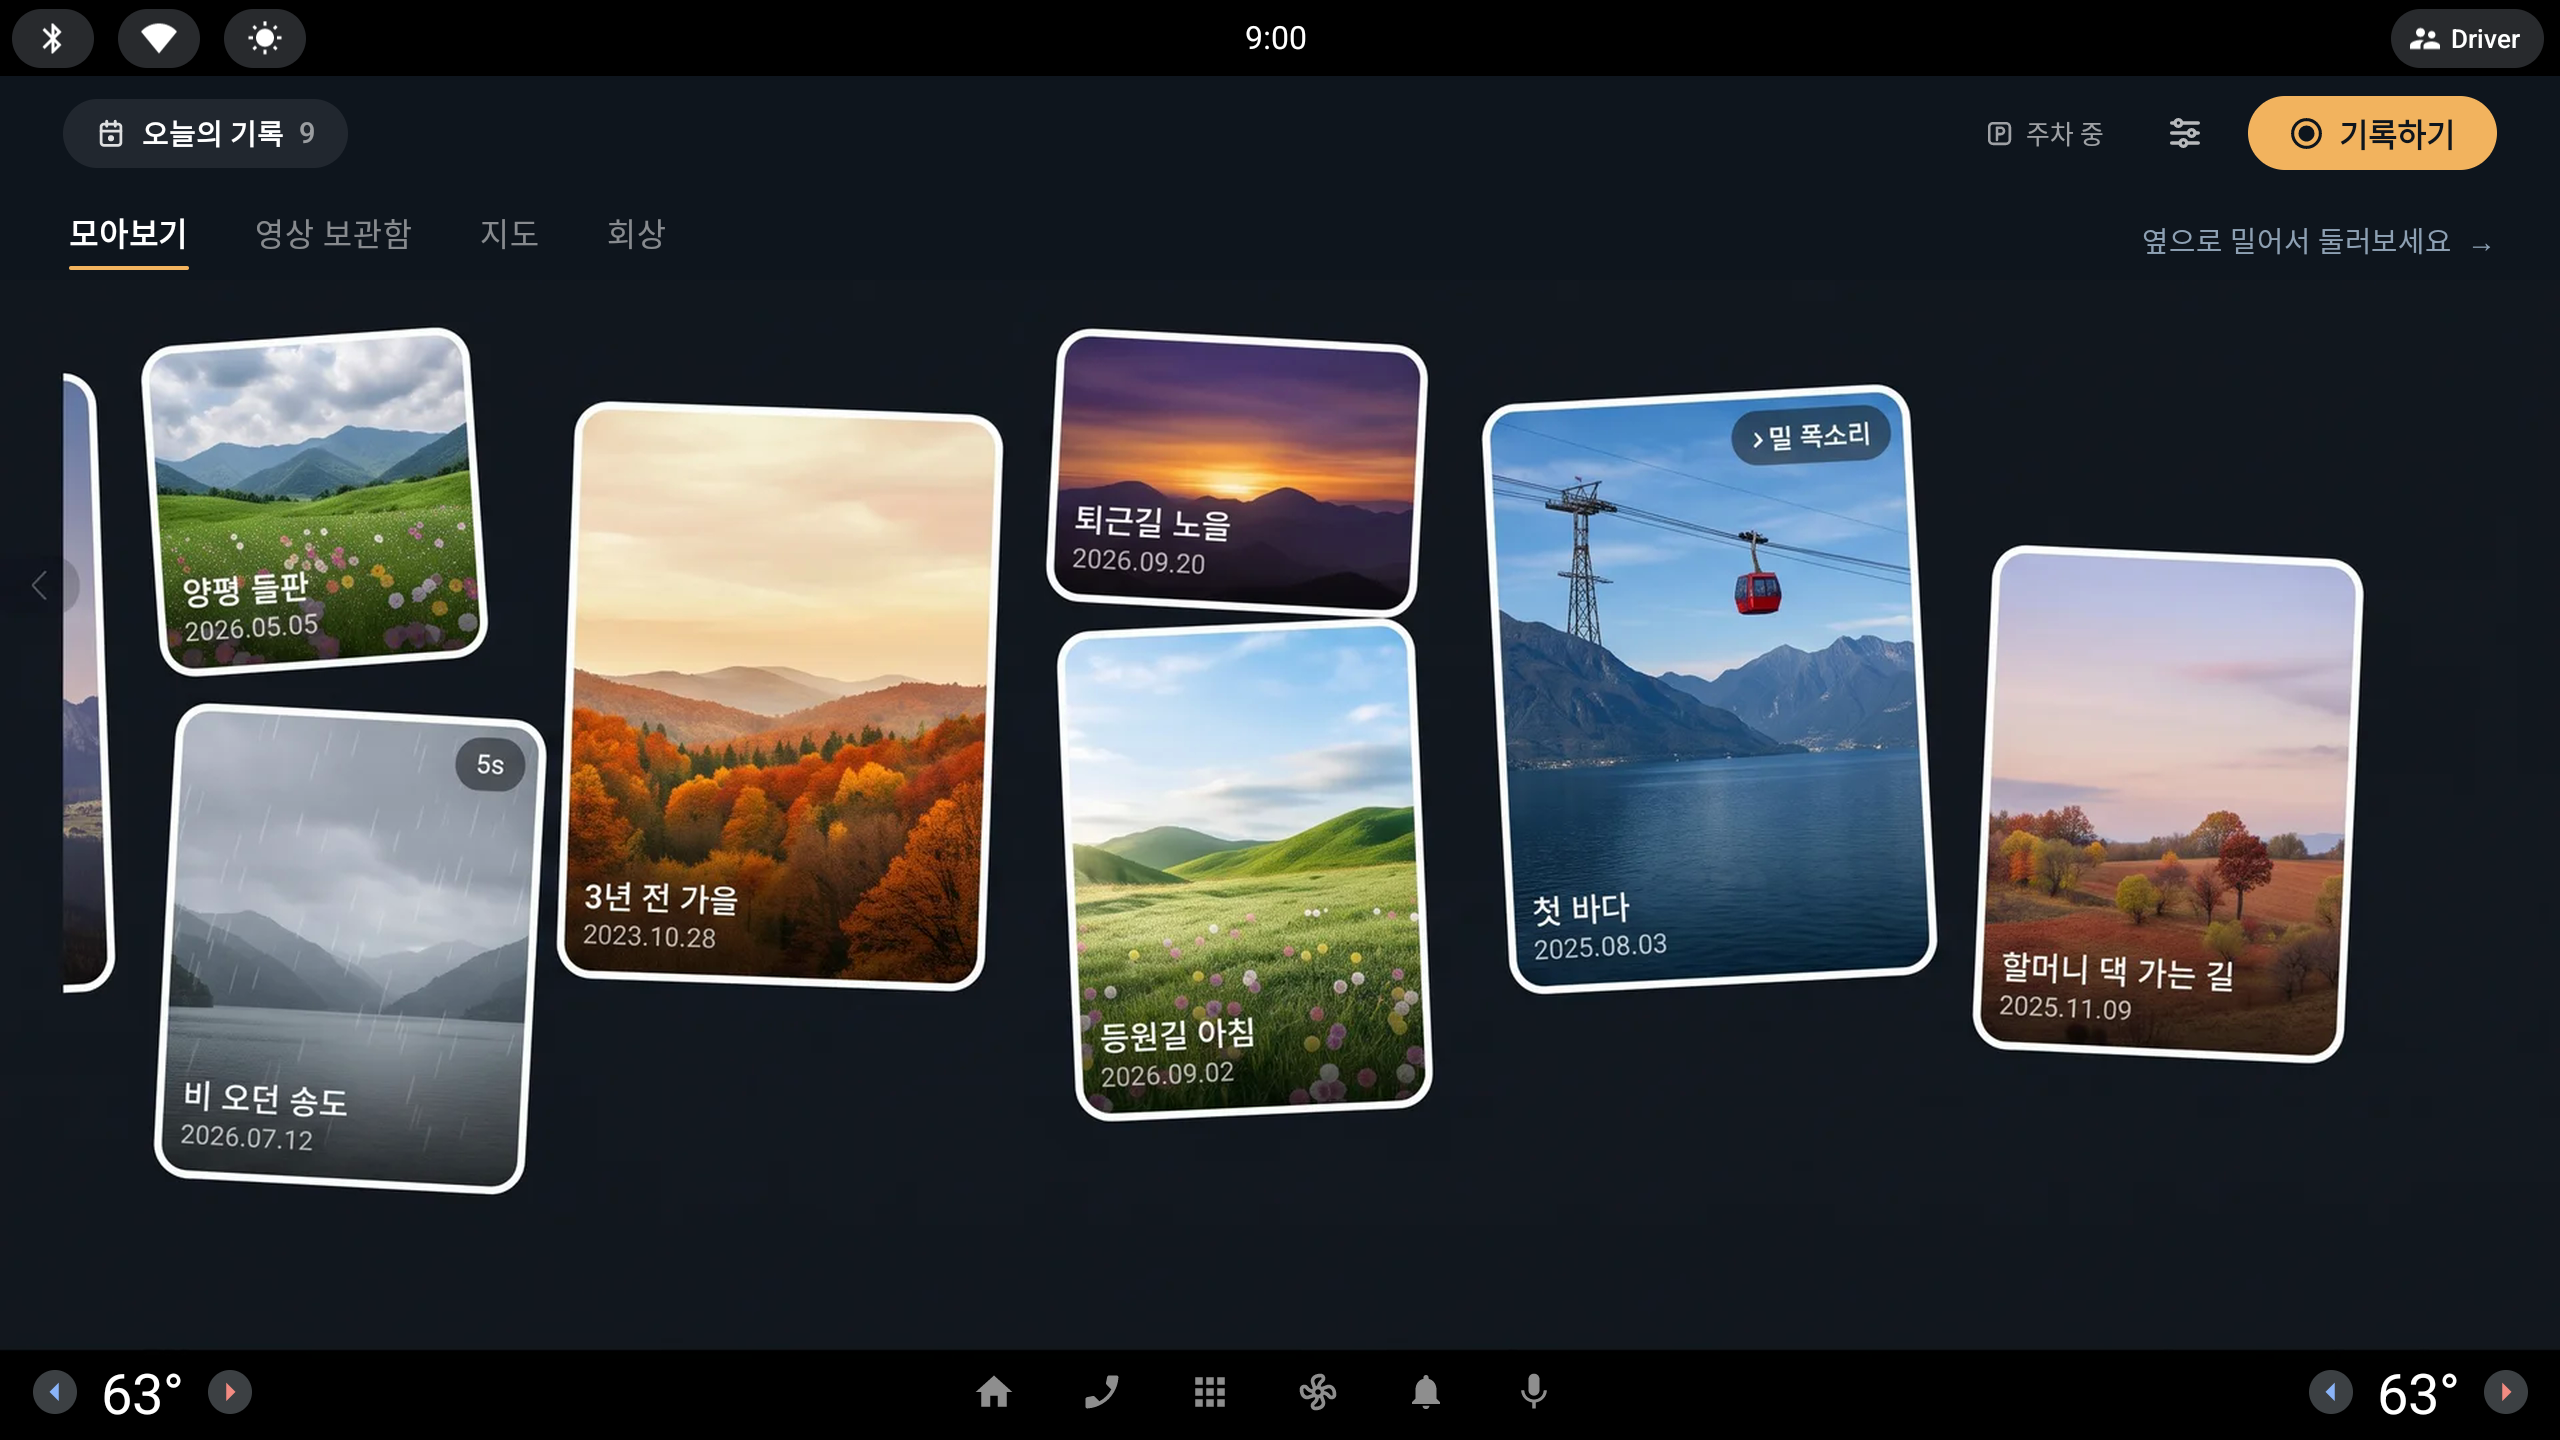 9:00
Driver
오늘의 기록 9
주차 중
기록하기
모아보기 영상 보관함 지도 회상
옆으로 밀어서 둘러보세요 →
양평 들판
2026.05.05
5s
비 오던 송도
2026.07.12
3년 전 가을
2023.10.28
퇴근길 노을
2026.09.20
등원길 아침
2026.09.02
밀 폭소리
첫 바다
2025.08.03
할머니 댁 가는 길
2025.11.09
63°
63°